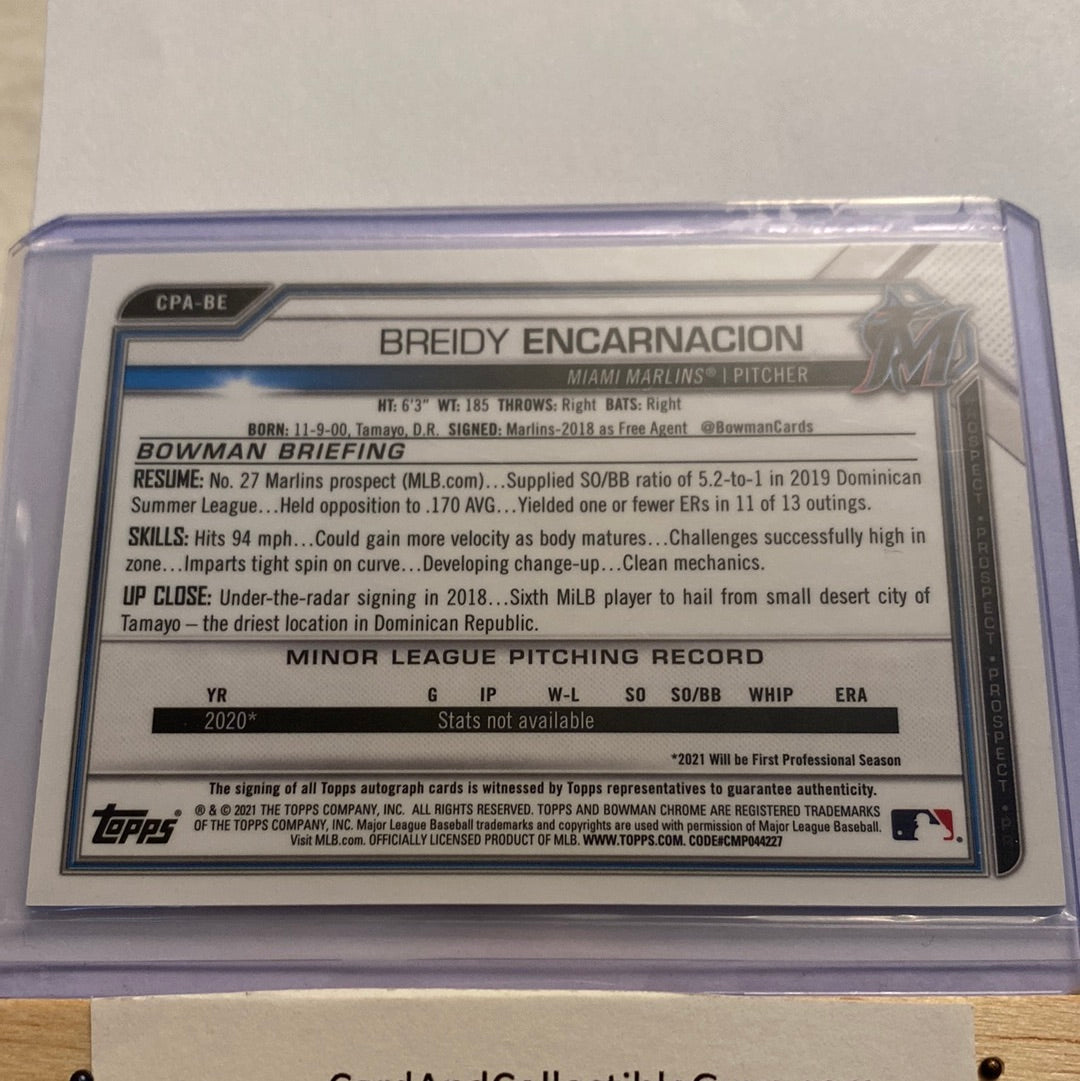 CPA-BE
BREIDY ENCARNACION
MIAMI MARLINS® | PITCHER
HT: 6'3" WT: 185 THROWS: Right BATS: Right
BORN: 11-9-00, Tamayo, D.R. SIGNED: Marlins-2018 as Free Agent @BowmanCards
BOWMAN BRIEFING
RESUME: No. 27 Marlins prospect (MLB.com)...Supplied SO/BB ratio of 5.2-to-1 in 2019 Dominican
Summer League...Held opposition to .170 AVG...Yielded one or fewer ERs in 11 of 13 outings.
SKILLS: Hits 94 mph...Could gain more velocity as body matures...Challenges successfully high in
zone...Imparts tight spin on curve...Developing change-up...Clean mechanics.
UP CLOSE: Under-the-radar signing in 2018...Sixth MiLB player to hail from small desert city of
Tamayo – the driest location in Dominican Republic.
MINOR LEAGUE PITCHING RECORD
YR G IP W-L SO SO/BB WHIP ERA
2020* Stats not available
*2021 Will be First Professional Season
The signing of all Topps autograph cards is witnessed by Topps representatives to guarantee authenticity.
® & © 2021 THE TOPPS COMPANY, INC. ALL RIGHTS RESERVED. TOPPS AND BOWMAN CHROME ARE REGISTERED TRADEMARKS
OF THE TOPPS COMPANY, INC. Major League Baseball trademarks and copyrights are used with permission of Major League Baseball.
Visit MLB.com. OFFICIALLY LICENSED PRODUCT OF MLB. WWW.TOPPS.COM. CODE#CMP044227
Topps®
M
PROSPECT • PROSPECT • PROSPECT • P